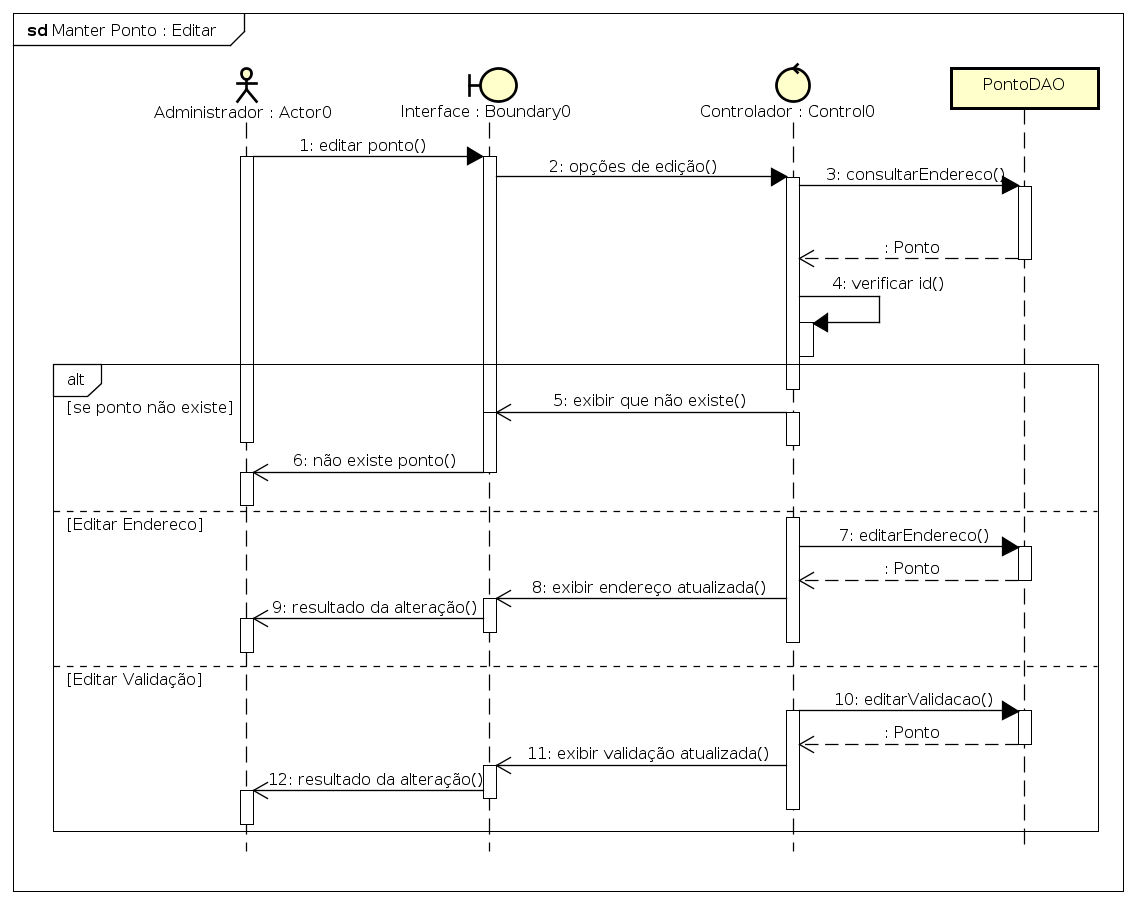 sd Manter Ponto : Editar
Administrador : Actor0
Interface : Boundary0
Controlador : Control0
PontoDAO
1: editar ponto()
2: opções de edição()
3: consultarEndereco()
: Ponto
4: verificar id()
alt
[se ponto não existe]
5: exibir que não existe()
6: não existe ponto()
[Editar Endereco]
7: editarEndereco()
: Ponto
8: exibir endereço atualizada()
9: resultado da alteração()
[Editar Validação]
10: editarValidacao()
: Ponto
11: exibir validação atualizada()
12: resultado da alteração()